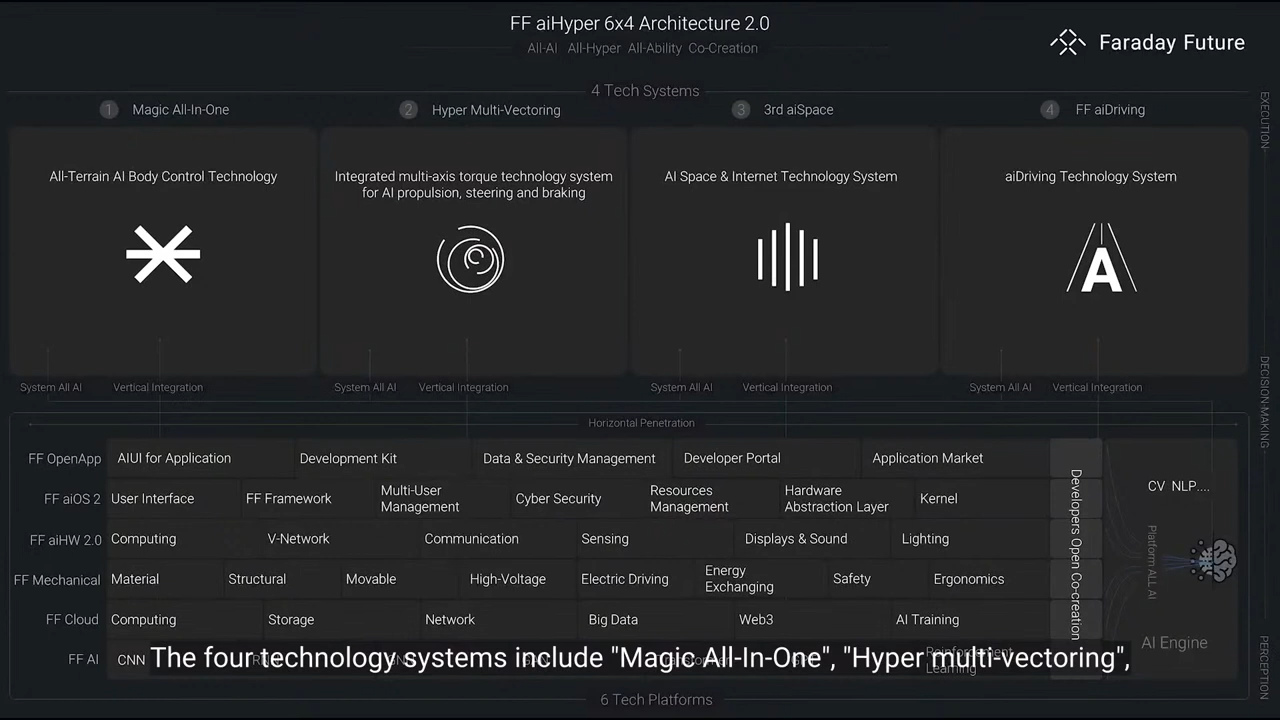 FF aiHyper 6x4 Architecture 2.0
All-AI All-Hyper All-Ability Co-Creation
Faraday Future
4 Tech Systems
1 Magic All-In-One
2 Hyper Multi-Vectoring
3 3rd aiSpace
4 FF aiDriving
All-Terrain AI Body Control Technology
Integrated multi-axis torque technology system
for AI propulsion, steering and braking
AI Space & Internet Technology System
aiDriving Technology System
A
System All AI Vertical Integration
System All AI Vertical Integration
System All AI Vertical Integration
System All AI Vertical Integration
Horizontal Penetration
FF OpenApp AIUI for Application Development Kit Data & Security Management Developer Portal Application Market
FF aiOS 2 User Interface FF Framework Multi-User
Management Cyber Security Resources
Management Hardware
Abstraction Layer Kernel
FF aiHW 2.0 Computing V-Network Communication Sensing Displays & Sound Lighting
FF Mechanical Material Structural Movable High-Voltage Electric Driving Energy
Exchanging Safety Ergonomics
FF Cloud Computing Storage Network Big Data Web3 AI Training
FF AI CNN Reinforcement
Learning
Developers Open Co-creation
CV NLP....
Platform ALL AI
AI Engine
EXECUTION
DECISION-MAKING
PERCEPTION
The four technology systems include "Magic All-In-One", "Hyper multi-vectoring",
6 Tech Platforms